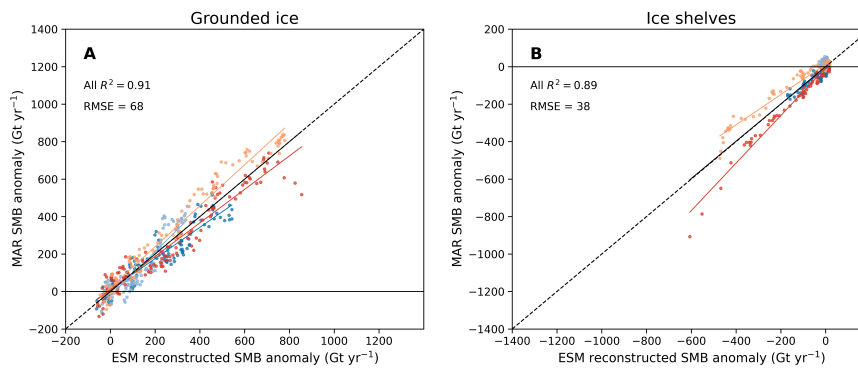 Grounded ice
A
All R² = 0.91
RMSE = 68
1400
1200
1000
800
600
400
200
0
−200
−200 0 200 400 600 800 1000 1200
MAR SMB anomaly (Gt yr⁻¹)
ESM reconstructed SMB anomaly (Gt yr⁻¹)
Ice shelves
B
All R² = 0.89
RMSE = 38
200
0
−200
−400
−600
−800
−1000
−1200
−1400
−1400 −1200 −1000 −800 −600 −400 −200 0
MAR SMB anomaly (Gt yr⁻¹)
ESM reconstructed SMB anomaly (Gt yr⁻¹)